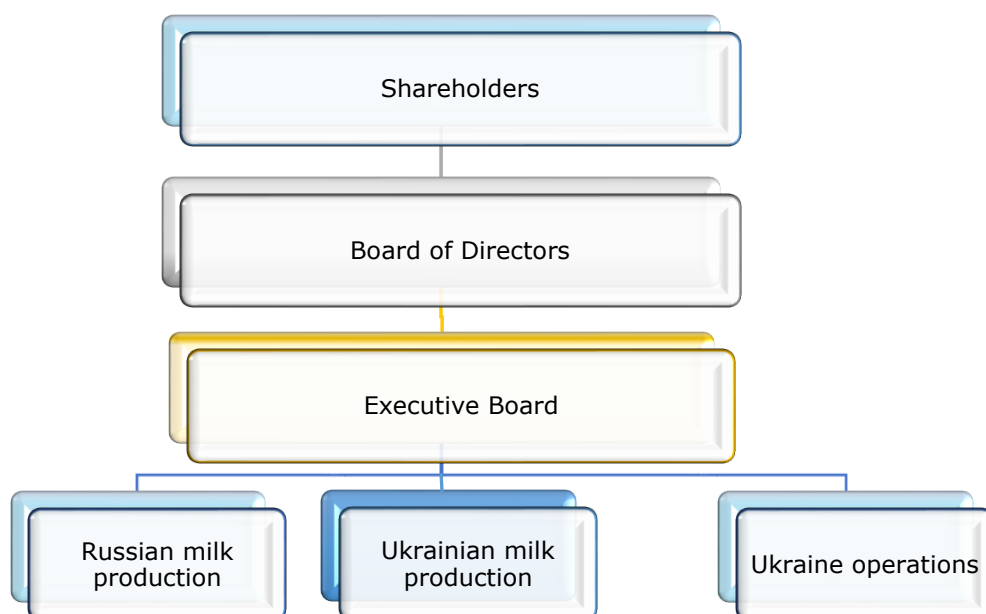 Shareholders
Board of Directors
Executive Board
Russian milk
production
Ukrainian milk
production
Ukraine operations